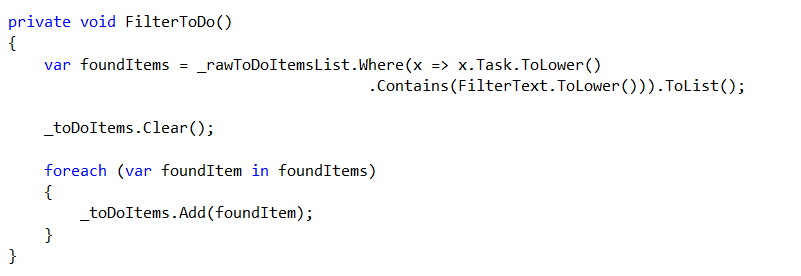 private void FilterToDo()
{
    var foundItems = _rawToDoItemsList.Where(x => x.Task.ToLower()
                                        .Contains(FilterText.ToLower())).ToList();

    _toDoItems.Clear();

    foreach (var foundItem in foundItems)
    {
        _toDoItems.Add(foundItem);
    }
}